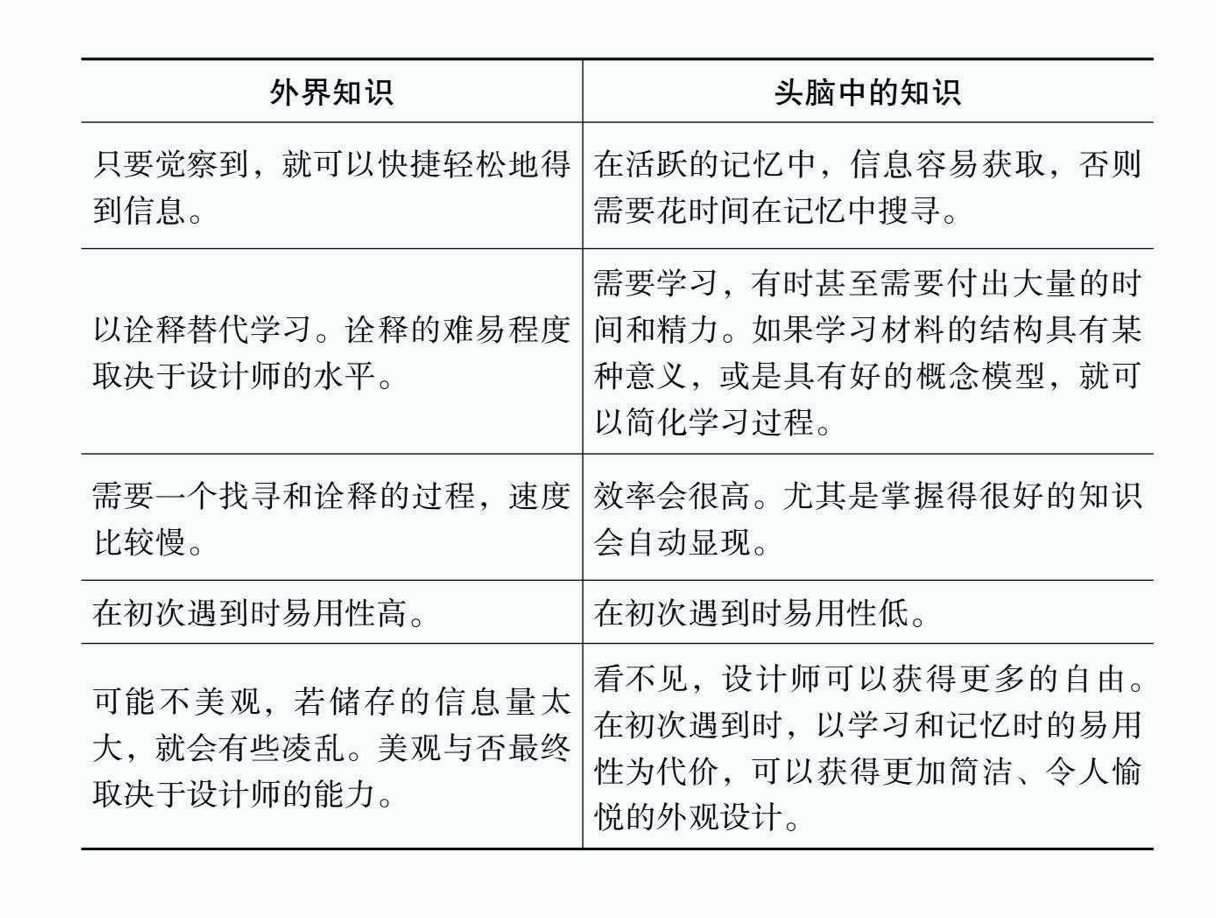 外界知识
头脑中的知识
只要觉察到，就可以快捷轻松地得
到信息。
在活跃的记忆中，信息容易获取，否则
需要花时间在记忆中搜寻。
以诠释替代学习。诠释的难易程度
取决于设计师的水平。
需要学习，有时甚至需要付出大量的时
间和精力。如果学习材料的结构具有某
种意义，或是具有好的概念模型，就可
以简化学习过程。
需要一个找寻和诠释的过程，速度
比较慢。
效率会很高。尤其是掌握得很好的知识
会自动显现。
在初次遇到时易用性高。
在初次遇到时易用性低。
可能不美观，若储存的信息量太
大，就会有些凌乱。美观与否最终
取决于设计师的能力。
看不见，设计师可以获得更多的自由。
在初次遇到时，以学习和记忆时的易用
性为代价，可以获得更加简洁、令人愉
悦的外观设计。